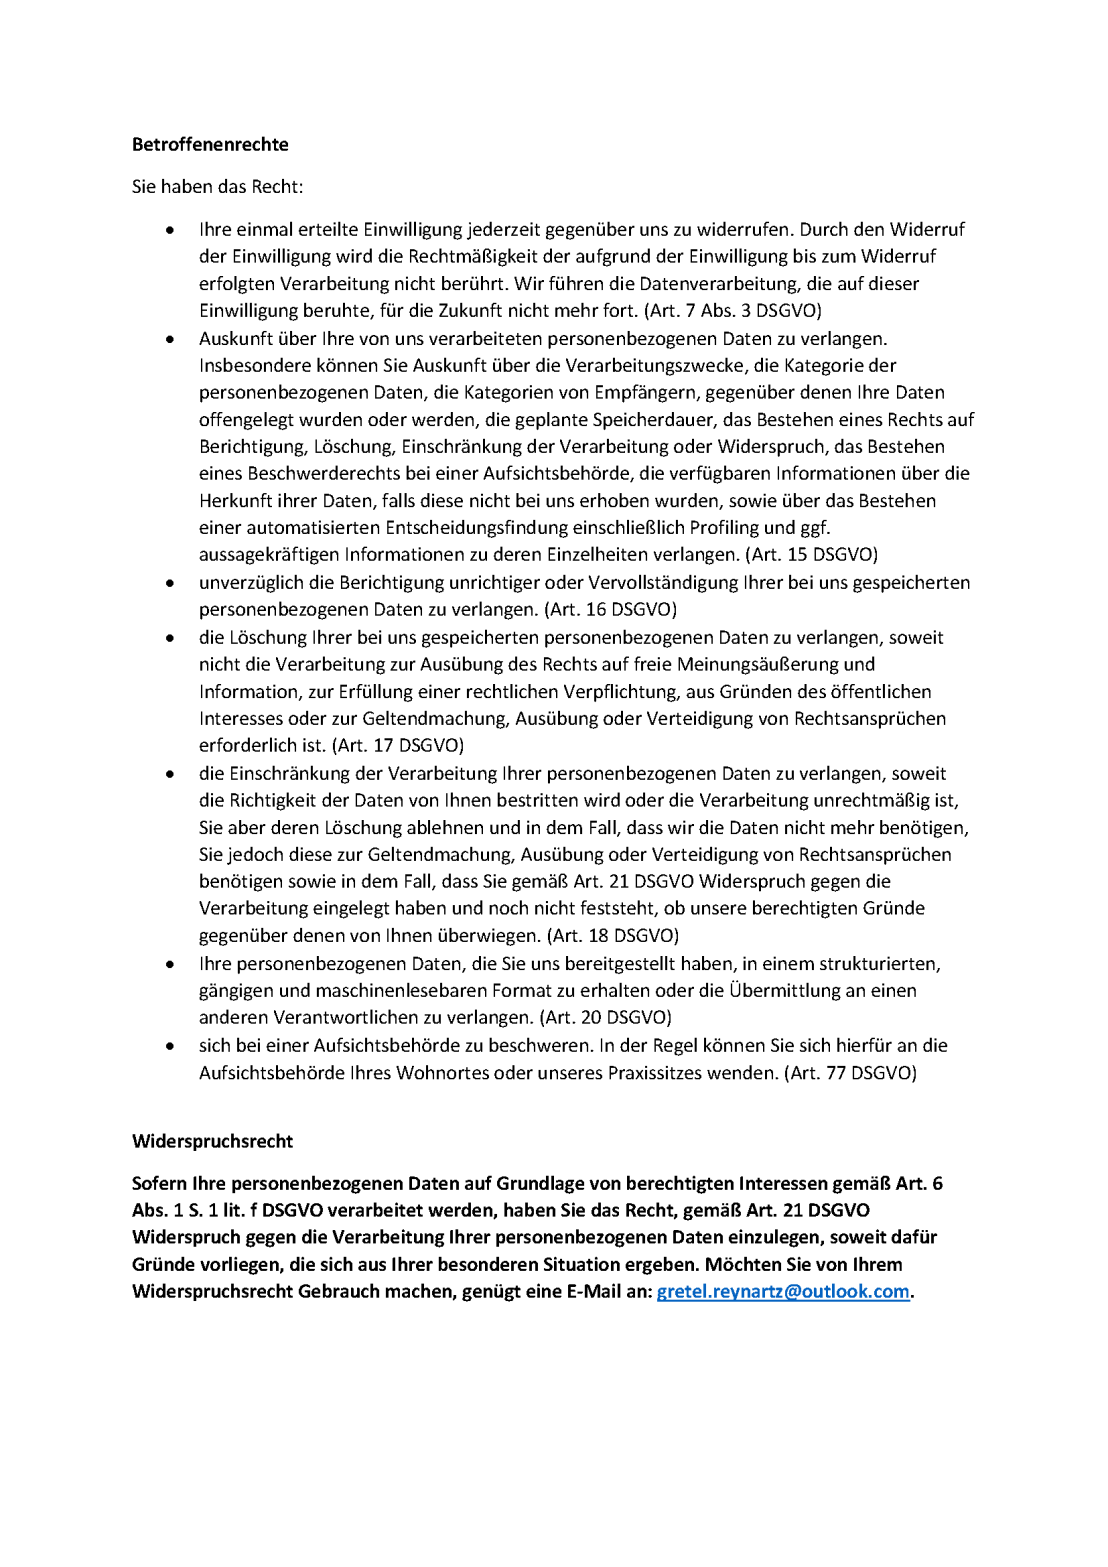 Betroffenenrechte
Sie haben das Recht:
• Ihre einmal erteilte Einwilligung jederzeit gegenüber uns zu widerrufen. Durch den Widerruf
der Einwilligung wird die Rechtmäßigkeit der aufgrund der Einwilligung bis zum Widerruf
erfolgten Verarbeitung nicht berührt. Wir führen die Datenverarbeitung, die auf dieser
Einwilligung beruhte, für die Zukunft nicht mehr fort. (Art. 7 Abs. 3 DSGVO)
• Auskunft über Ihre von uns verarbeiteten personenbezogenen Daten zu verlangen.
Insbesondere können Sie Auskunft über die Verarbeitungszwecke, die Kategorie der
personenbezogenen Daten, die Kategorien von Empfängern, gegenüber denen Ihre Daten
offengelegt wurden oder werden, die geplante Speicherdauer, das Bestehen eines Rechts auf
Berichtigung, Löschung, Einschränkung der Verarbeitung oder Widerspruch, das Bestehen
eines Beschwerderechts bei einer Aufsichtsbehörde, die verfügbaren Informationen über die
Herkunft ihrer Daten, falls diese nicht bei uns erhoben wurden, sowie über das Bestehen
einer automatisierten Entscheidungsfindung einschließlich Profiling und ggf.
aussagekräftigen Informationen zu deren Einzelheiten verlangen. (Art. 15 DSGVO)
• unverzüglich die Berichtigung unrichtiger oder Vervollständigung Ihrer bei uns gespeicherten
personenbezogenen Daten zu verlangen. (Art. 16 DSGVO)
• die Löschung Ihrer bei uns gespeicherten personenbezogenen Daten zu verlangen, soweit
nicht die Verarbeitung zur Ausübung des Rechts auf freie Meinungsäußerung und
Information, zur Erfüllung einer rechtlichen Verpflichtung, aus Gründen des öffentlichen
Interesses oder zur Geltendmachung, Ausübung oder Verteidigung von Rechtsansprüchen
erforderlich ist. (Art. 17 DSGVO)
• die Einschränkung der Verarbeitung Ihrer personenbezogenen Daten zu verlangen, soweit
die Richtigkeit der Daten von Ihnen bestritten wird oder die Verarbeitung unrechtmäßig ist,
Sie aber deren Löschung ablehnen und in dem Fall, dass wir die Daten nicht mehr benötigen,
Sie jedoch diese zur Geltendmachung, Ausübung oder Verteidigung von Rechtsansprüchen
benötigen sowie in dem Fall, dass Sie gemäß Art. 21 DSGVO Widerspruch gegen die
Verarbeitung eingelegt haben und noch nicht feststeht, ob unsere berechtigten Gründe
gegenüber denen von Ihnen überwiegen. (Art. 18 DSGVO)
• Ihre personenbezogenen Daten, die Sie uns bereitgestellt haben, in einem strukturierten,
gängigen und maschinenlesebaren Format zu erhalten oder die Übermittlung an einen
anderen Verantwortlichen zu verlangen. (Art. 20 DSGVO)
• sich bei einer Aufsichtsbehörde zu beschweren. In der Regel können Sie sich hierfür an die
Aufsichtsbehörde Ihres Wohnortes oder unseres Praxissitzes wenden. (Art. 77 DSGVO)
Widerspruchsrecht
Sofern Ihre personenbezogenen Daten auf Grundlage von berechtigten Interessen gemäß Art. 6
Abs. 1 S. 1 lit. f DSGVO verarbeitet werden, haben Sie das Recht, gemäß Art. 21 DSGVO
Widerspruch gegen die Verarbeitung Ihrer personenbezogenen Daten einzulegen, soweit dafür
Gründe vorliegen, die sich aus Ihrer besonderen Situation ergeben. Möchten Sie von Ihrem
Widerspruchsrecht Gebrauch machen, genügt eine E-Mail an: gretel.reynartz@outlook.com.